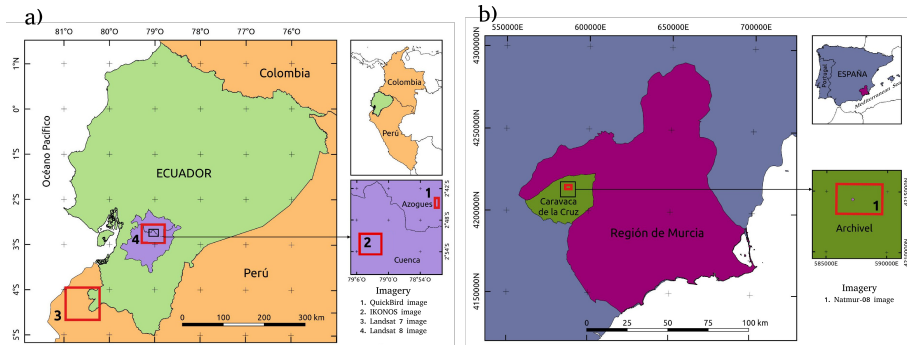 a)
81°O 80°O 79°O 78°O 77°O 76°O
1°N
0°
1°S
2°S
3°S
4°S
5°S
Océano Pacífico
Colombia
ECUADOR
Perú
4
3
0 100 200 300 km
Colombia
Perú
1
Azogues
2
Cuenca
2°42'S
2°48'S
2°54'S
79°6'O 79°0'O 78°54'O
Imagery
1. QuickBird image
2. IKONOS image
3. Landsat 7 image
4. Landsat 8 image
b)
550000E 600000E 650000E 700000E
4300000N
4250000N
4200000N
4150000N
Caravaca
de la Cruz
Región de Murcia
0 25 50 75 100 km
Portugal
ESPAÑA
Mediterranean Sea
1
Archivel
585000E 590000E
Imagery
1. Natmur-08 image